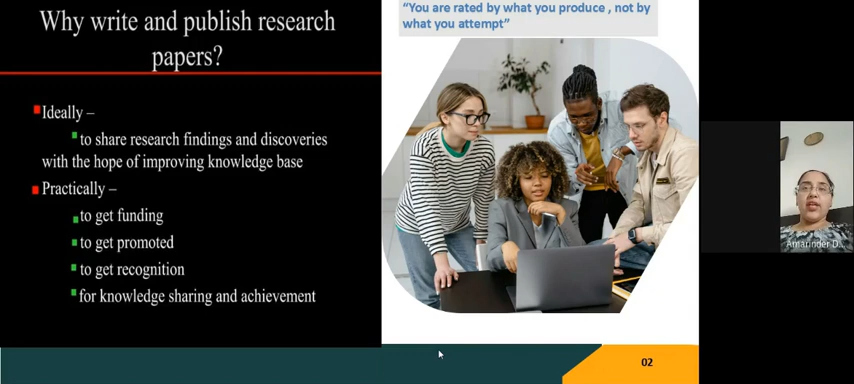 Why write and publish research
papers?
Ideally –
to share research findings and discoveries
with the hope of improving knowledge base
Practically –
to get funding
to get promoted
to get recognition
for knowledge sharing and achievement
“You are rated by what you produce , not by
what you attempt”
Amarinder D...
02